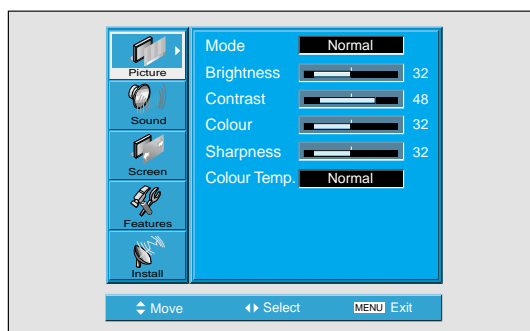 Picture
Sound
Screen
Features
Install
Mode Normal
Brightness 32
Contrast 48
Colour 32
Sharpness 32
Colour Temp. Normal
Move Select MENU Exit